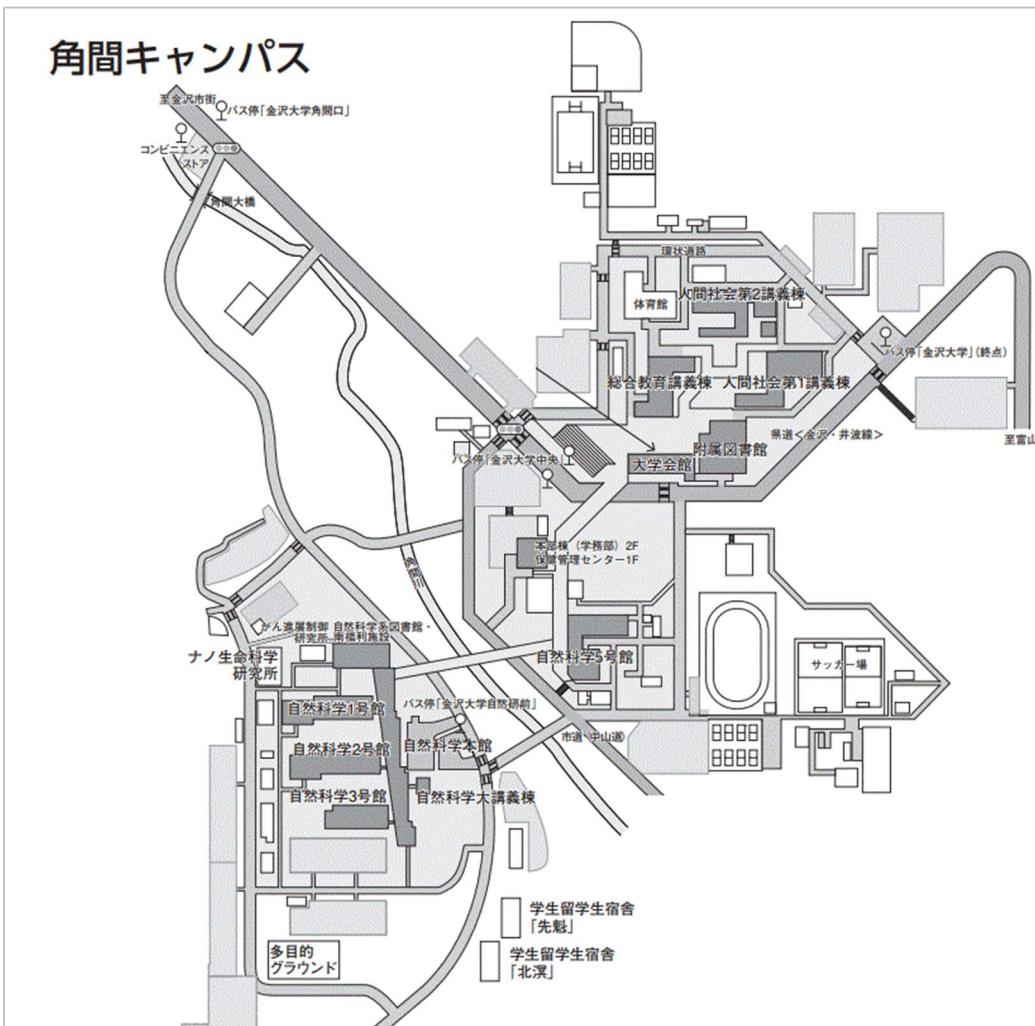 角間キャンパス
至金沢市街
バス停「金沢大学角間口」
コンビニエンス
ストア
角間大橋
環状道路
体育館
人間社会第2講義棟
バス停「金沢大学」(終点)
総合教育講義棟
人間社会第1講義棟
県道<金沢・井波線>
至富山
附属図書館
大学会館
バス停「金沢大学中央」
本部棟(学務部)2F
保健管理センター1F
がん進展制御
研究所
自然科学系図書館・
南福利施設
ナノ生命科学
研究所
自然科学5号館
サッカー場
自然科学1号館
バス停「金沢大学自然研前」
市道(中山道)
自然科学2号館
自然科学本館
自然科学3号館
自然科学大講義棟
学生留学生宿舎
「先魁」
学生留学生宿舎
「北溟」
多目的
グラウンド